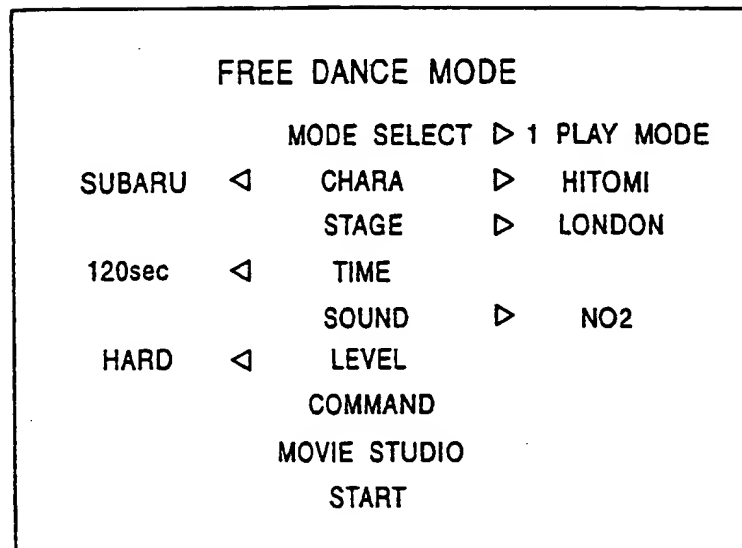 FREE DANCE MODE
MODE SELECT ▷ 1 PLAY MODE
SUBARU ◁ CHARA ▷ HITOMI
STAGE ▷ LONDON
120sec ◁ TIME
SOUND ▷ NO2
HARD ◁ LEVEL
COMMAND
MOVIE STUDIO
START